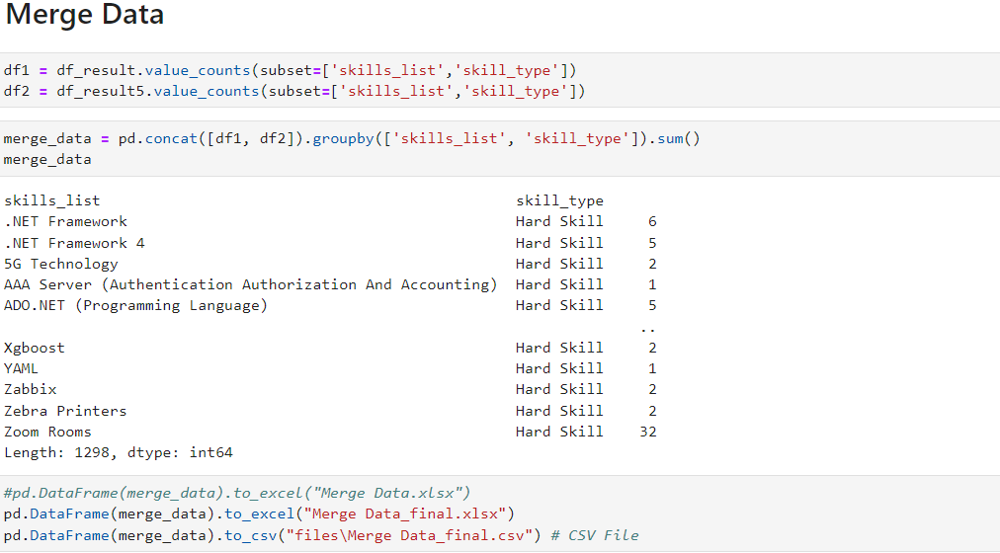 Merge Data
df1 = df_result.value_counts(subset=['skills_list','skill_type'])
df2 = df_result5.value_counts(subset=['skills_list','skill_type'])
merge_data = pd.concat([df1, df2]).groupby(['skills_list', 'skill_type']).sum()
merge_data
skills_list skill_type
.NET Framework Hard Skill 6
.NET Framework 4 Hard Skill 5
5G Technology Hard Skill 2
AAA Server (Authentication Authorization And Accounting) Hard Skill 1
ADO.NET (Programming Language) Hard Skill 5
..
Xgboost Hard Skill 2
YAML Hard Skill 1
Zabbix Hard Skill 2
Zebra Printers Hard Skill 2
Zoom Rooms Hard Skill 32
Length: 1298, dtype: int64
#pd.DataFrame(merge_data).to_excel("Merge Data.xlsx")
pd.DataFrame(merge_data).to_excel("Merge Data_final.xlsx")
pd.DataFrame(merge_data).to_csv("files\Merge Data_final.csv") # CSV File